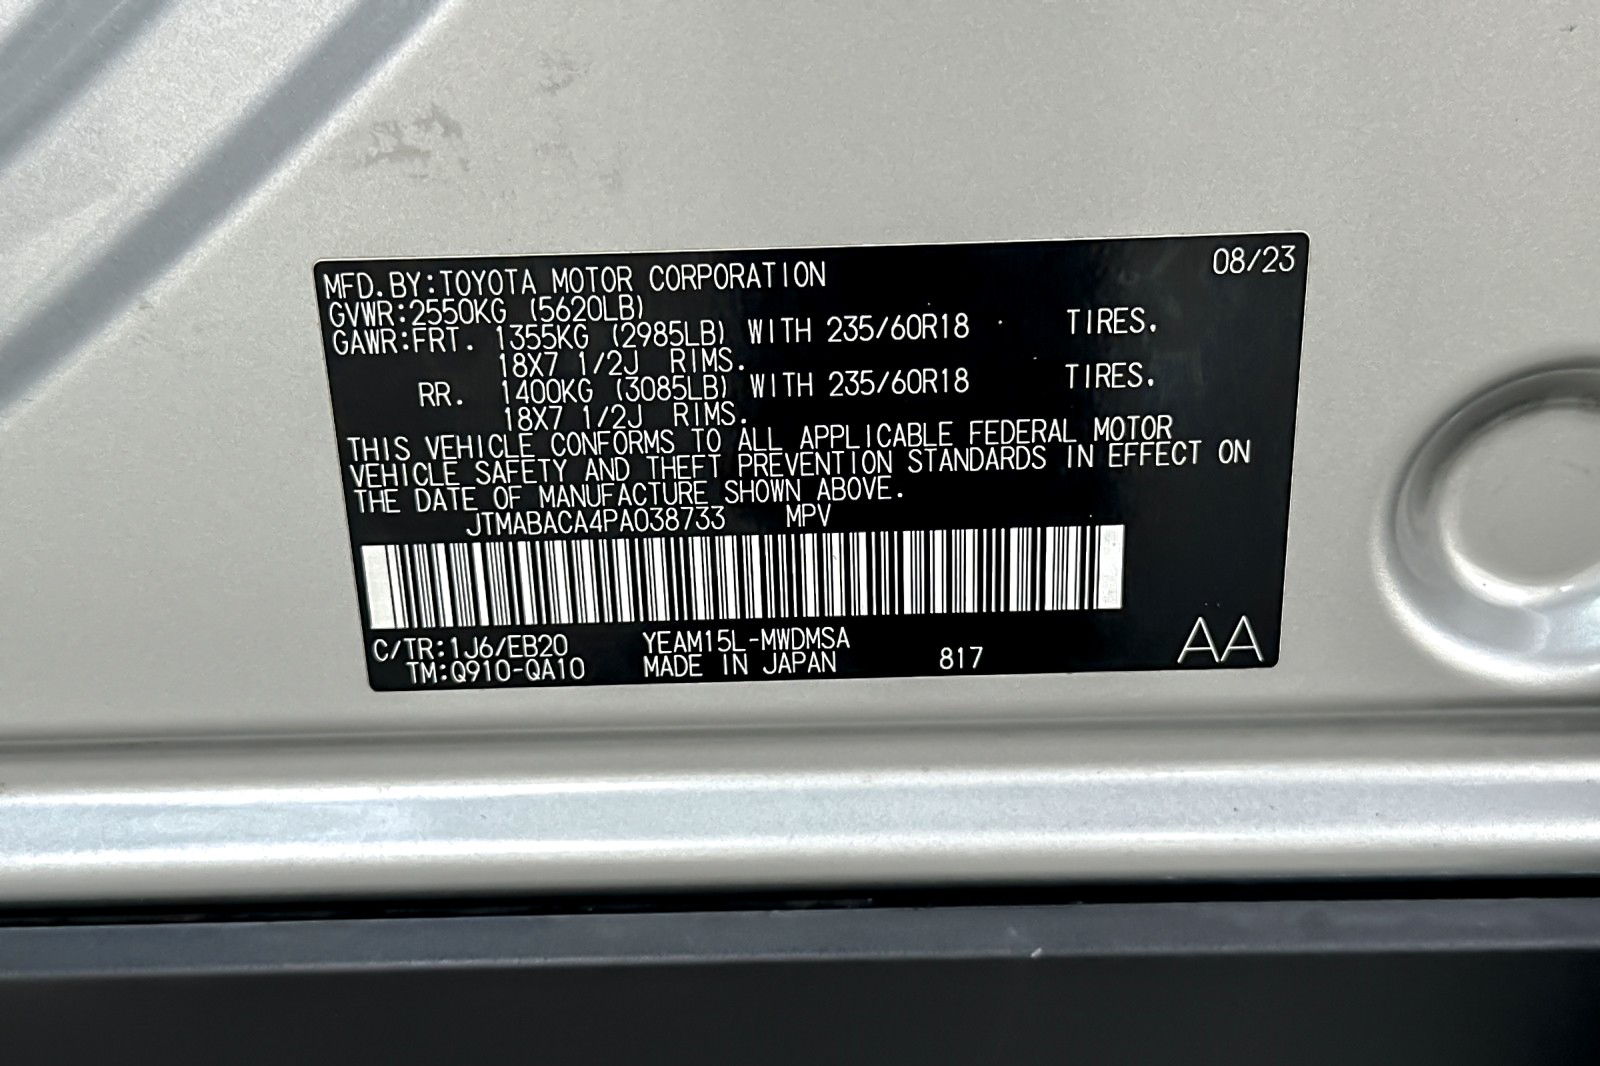 MFD. BY: TOYOTA MOTOR CORPORATION 08/23
GVWR: 2550KG (5620LB)
GAWR: FRT. 1355KG (2985LB) WITH 235/60R18 TIRES.
18X7 1/2J RIMS.
RR. 1400KG (3085LB) WITH 235/60R18 TIRES.
18X7 1/2J RIMS.
THIS VEHICLE CONFORMS TO ALL APPLICABLE FEDERAL MOTOR
VEHICLE SAFETY AND THEFT PREVENTION STANDARDS IN EFFECT ON
THE DATE OF MANUFACTURE SHOWN ABOVE.
JTMABACA4PA038733 MPV
C/TR: 1J6/EB20 YEAM15L-MWDMSA
TM: Q910-QA10 MADE IN JAPAN 817 AA